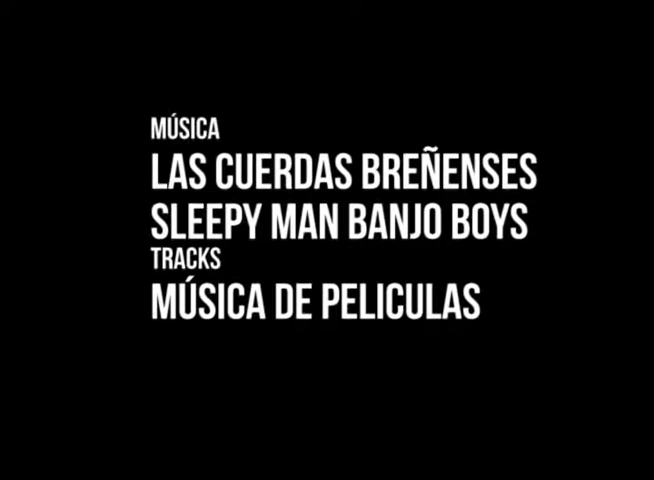 MÚSICA
LAS CUERDAS BREÑENSES
SLEEPY MAN BANJO BOYS
TRACKS
MÚSICA DE PELICULAS